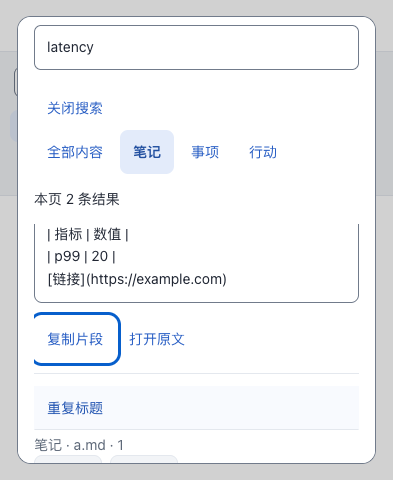 latency
关闭搜索
全部内容 笔记 事项 行动
本页 2 条结果
| 指标 | 数值 |
| p99 | 20 |
[链接](https://example.com)
复制片段 打开原文
重复标题
笔记 · a.md · 1